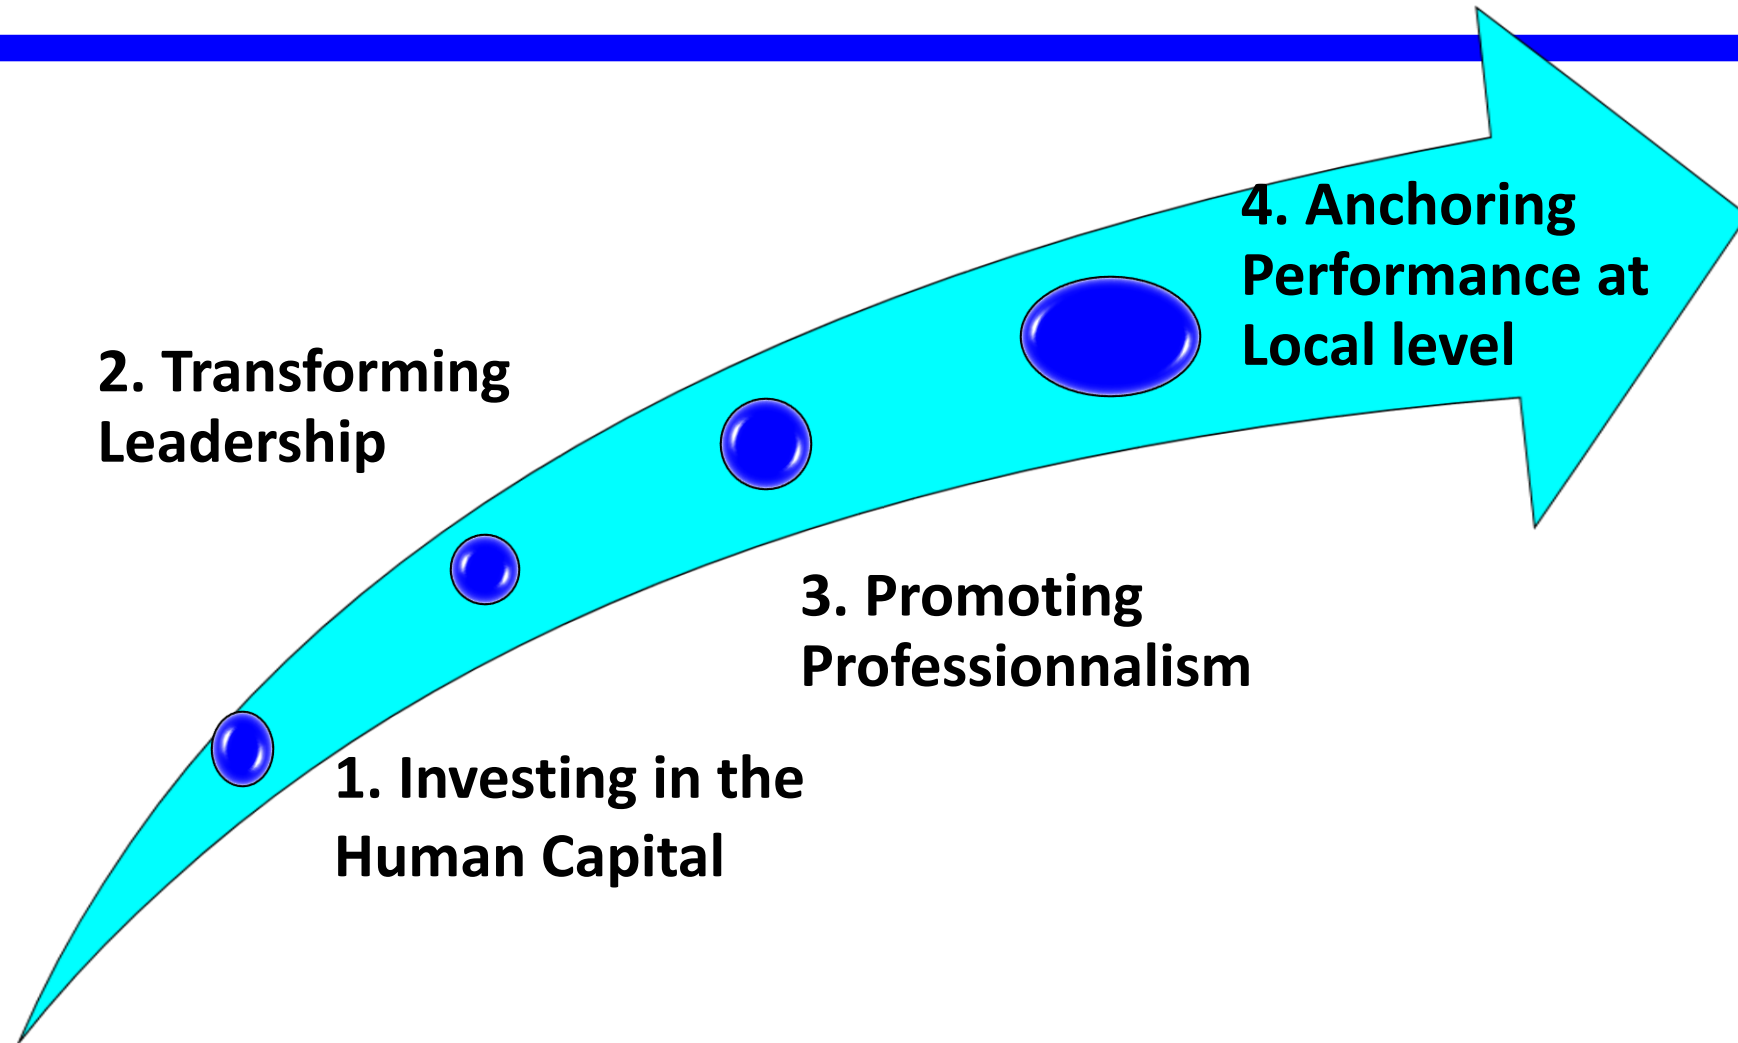 1. Investing in the
Human Capital
2. Transforming
Leadership
3. Promoting
Professionnalism
4. Anchoring
Performance at
Local level